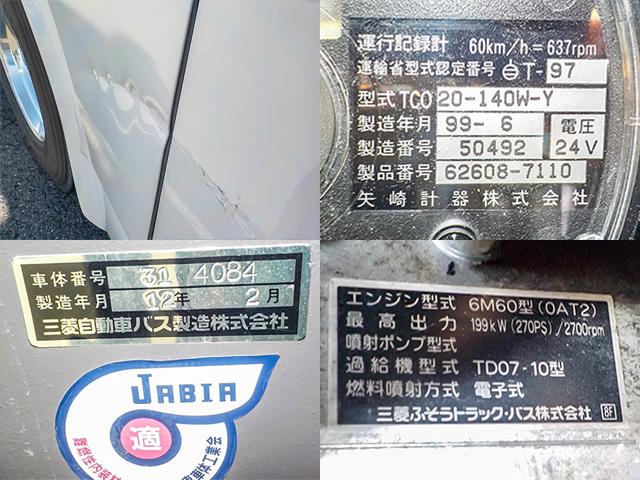 運行記録計 60km/h=637rpm
運輸省型式認定番号 T-97
型式TCO 20-140W-Y
製造年月 99-6 電圧
製造番号 50492 24V
製品番号 62608-7110
矢崎計器株式会社
車体番号 31 4084
製造年月 02年 2月
三菱自動車バス製造株式会社
JABIA
適
エンジン型式 6M60型(0AT2)
最高出力 199kW(270PS)/2700rpm
噴射ポンプ型式
過給機型式 TD07-10型
燃料噴射方式 電子式
三菱ふそうトラック・バス株式会社 8F